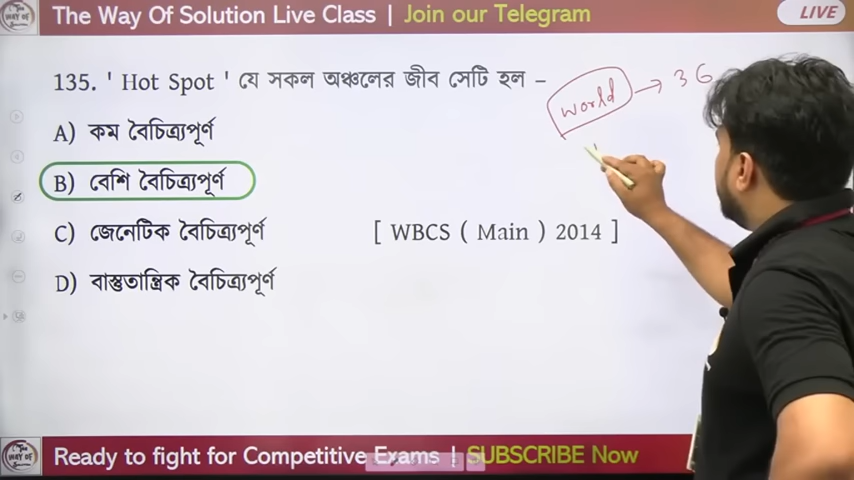 The Way Of Solution Live Class | Join our Telegram
LIVE
135. ' Hot Spot ' যে সকল অঞ্চলের জীব সেটি হল –
world → 36
A) কম বৈচিত্র্যপূর্ণ
B) বেশি বৈচিত্র্যপূর্ণ
C) জেনেটিক বৈচিত্র্যপূর্ণ [ WBCS ( Main ) 2014 ]
D) বাস্তুতান্ত্রিক বৈচিত্র্যপূর্ণ
Ready to fight for Competitive Exams | SUBSCRIBE Now